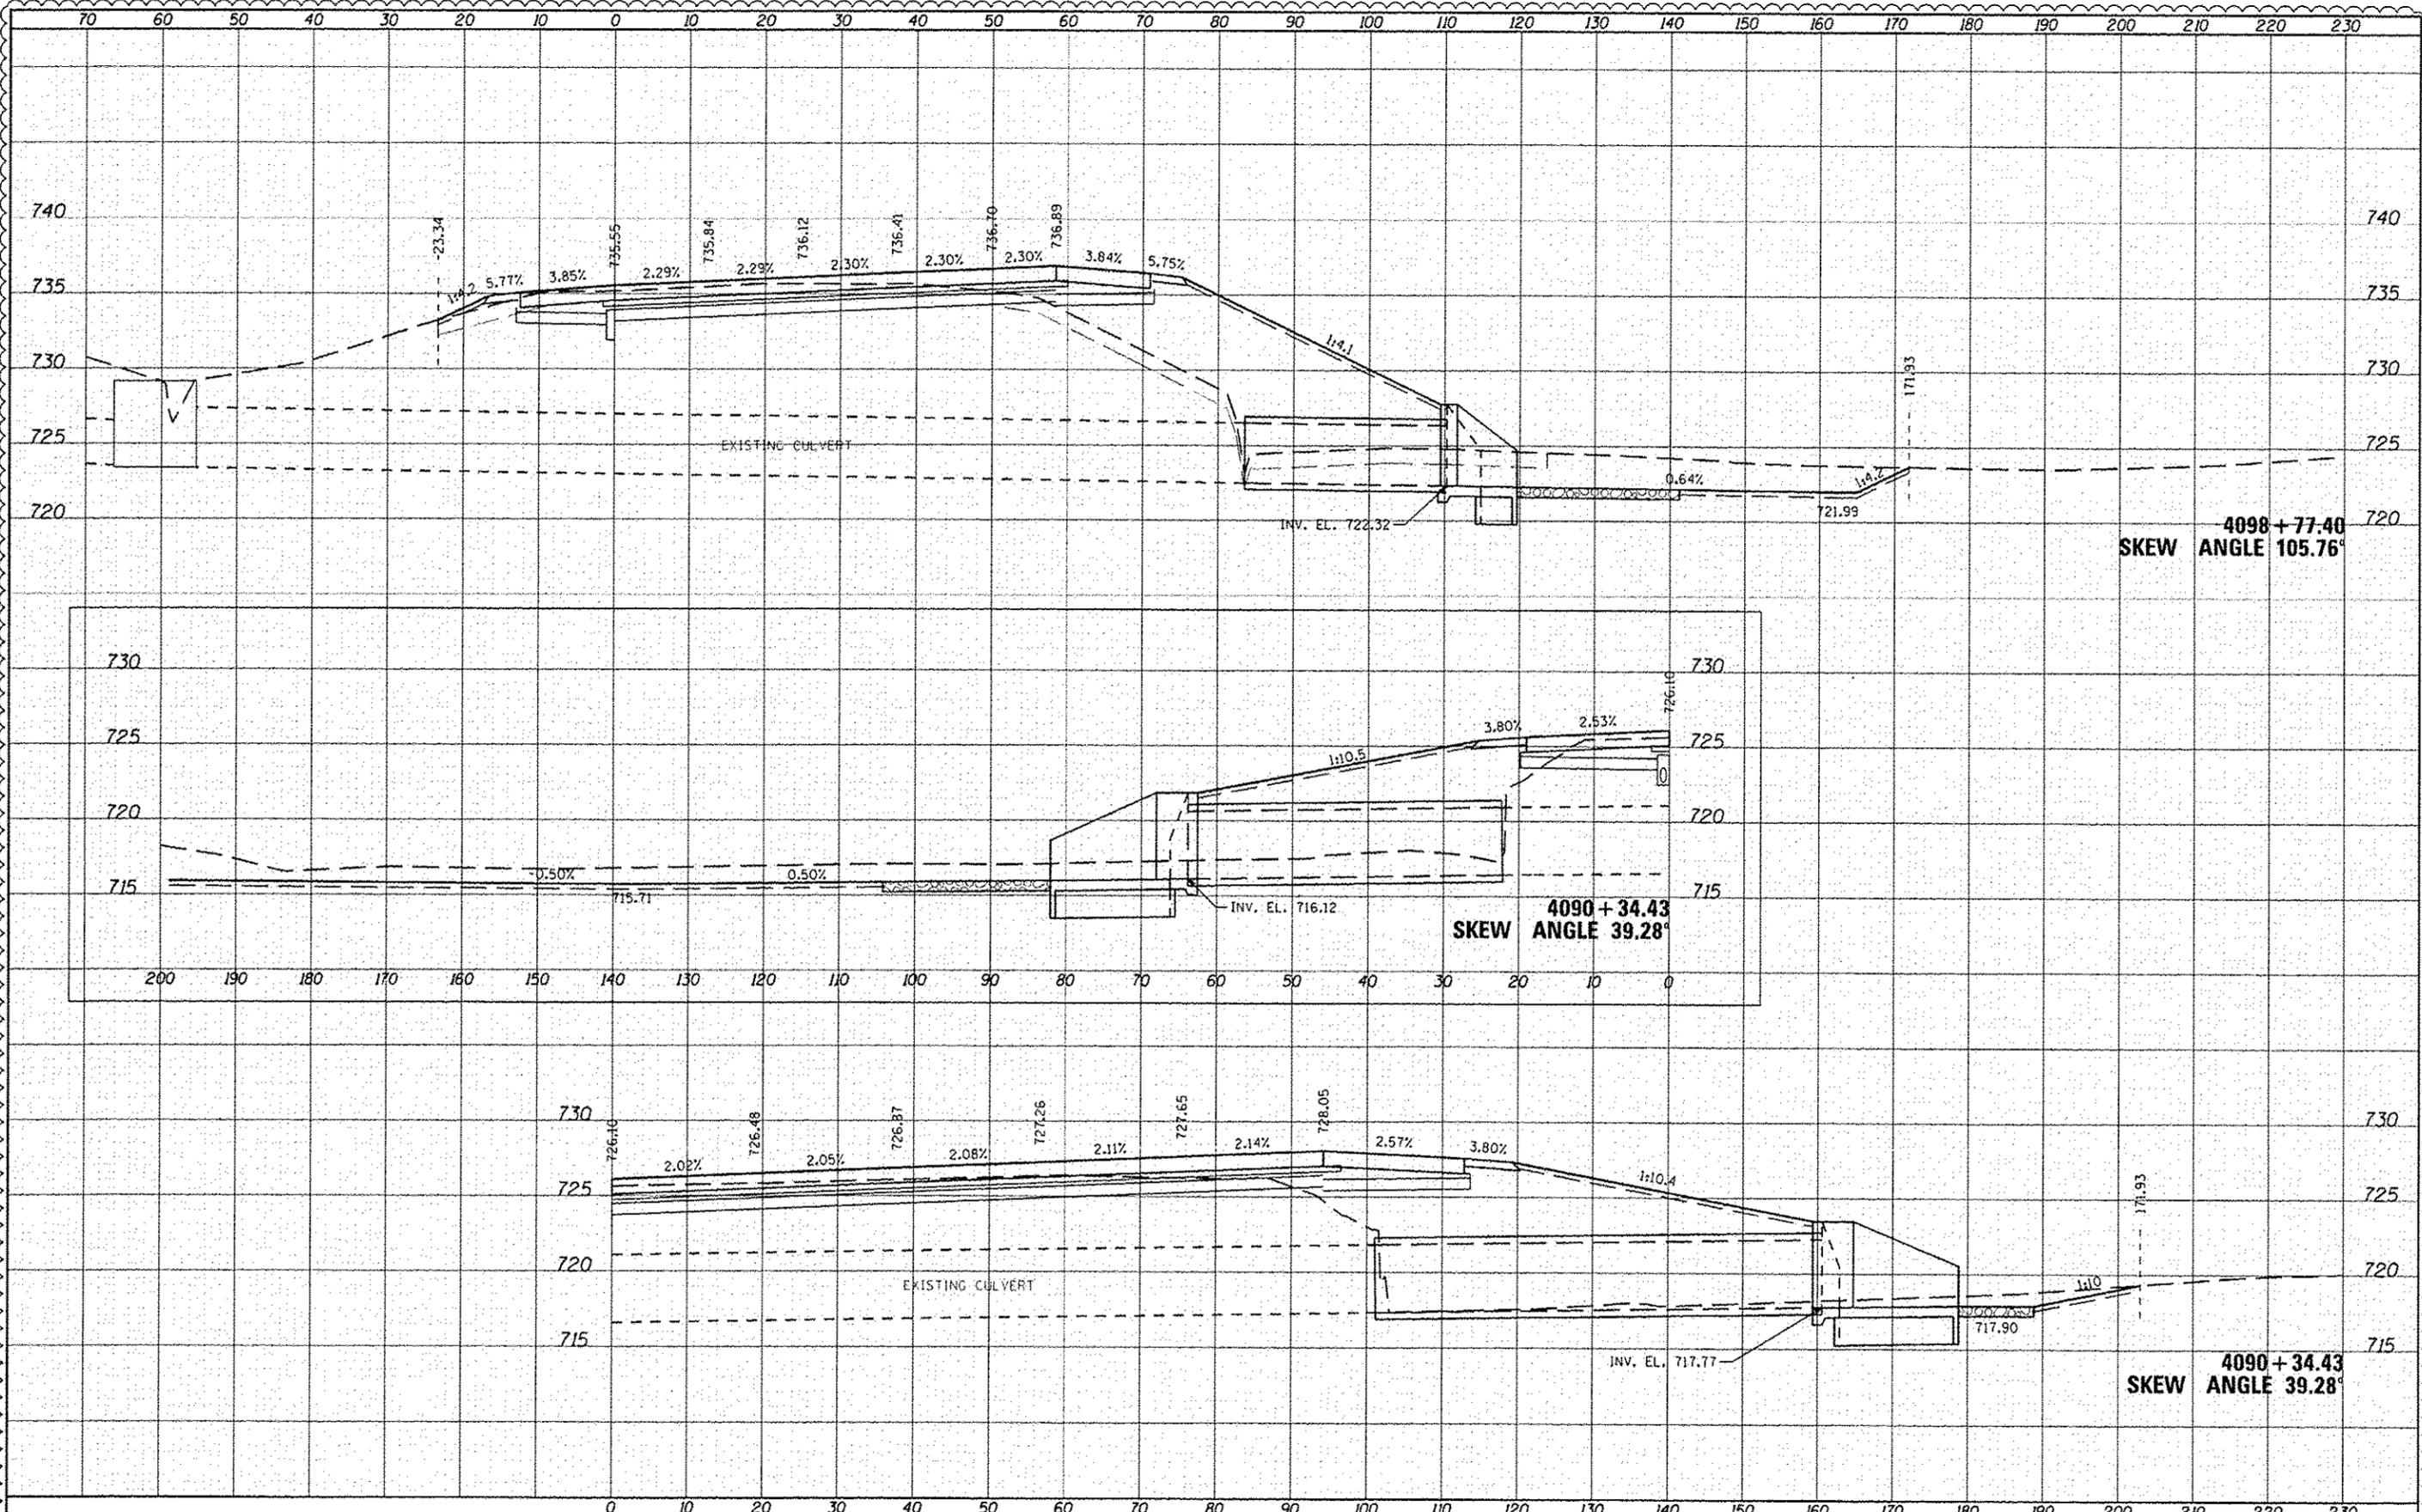 70 60 50 40 30 20 10 0 10 20 30 40 50 60 70 80 90 100 110 120 130 140 150 160 170 180 190 200 210 220 230
740 -23.34 735.55 735.84 736.12 736.41 736.70 736.89 740
1:4.2 5.77% 3.85% 2.29% 2.29% 2.30% 2.30% 2.30% 3.84% 5.75%
735 735
1:4.1
730 171.93 730
725 EXISTING CULVERT 725
0.64% 1:4.2
720 INV. EL. 722.32 721.99 720
4098+77.40
SKEW ANGLE 105.76°
730 730
726.10
725 1:10.5 3.80% 2.53% 725
720 720
715 -0.50% 0.50% 715
715.71
INV. EL. 716.12
4090+34.43
SKEW ANGLE 39.28°
200 190 180 170 160 150 140 130 120 110 100 90 80 70 60 50 40 30 20 10 0
730 726.10 726.48 726.87 727.26 727.65 728.05 730
2.02% 2.05% 2.08% 2.11% 2.14% 2.57% 3.80%
725 1:10.4 171.93 725
720 EXISTING CULVERT 1:10 720
715 717.90 715
INV. EL. 717.77
4090+34.43
SKEW ANGLE 39.28°
0 10 20 30 40 50 60 70 80 90 100 110 120 130 140 150 160 170 180 190 200 210 220 230